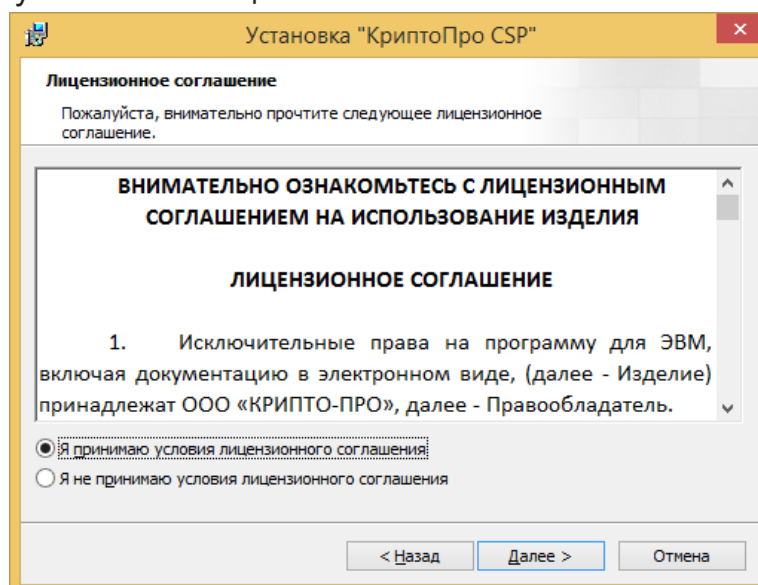 Установка "КриптоПро CSP"
Лицензионное соглашение
Пожалуйста, внимательно прочтите следующее лицензионное
соглашение.
ВНИМАТЕЛЬНО ОЗНАКОМЬТЕСЬ С ЛИЦЕНЗИОННЫМ
СОГЛАШЕНИЕМ НА ИСПОЛЬЗОВАНИЕ ИЗДЕЛИЯ
ЛИЦЕНЗИОННОЕ СОГЛАШЕНИЕ
1. Исключительные права на программу для ЭВМ,
включая документацию в электронном виде, (далее - Изделие)
принадлежат ООО «КРИПТО-ПРО», далее - Правообладатель.
Я принимаю условия лицензионного соглашения
Я не принимаю условия лицензионного соглашения
< Назад Далее > Отмена